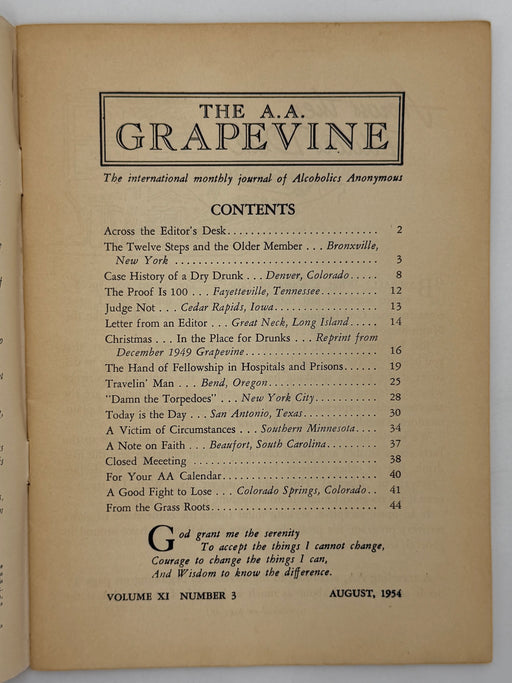 THE A.A.
GRAPEVINE
The international monthly journal of Alcoholics Anonymous
CONTENTS
Across the Editor's Desk.......................... 2
The Twelve Steps and the Older Member . . . Bronxville,
New York ................................... 3
Case History of a Dry Drunk . . . Denver, Colorado..... 8
The Proof Is 100 . . . Fayetteville, Tennessee.......... 12
Judge Not . . . Cedar Rapids, Iowa.................. 13
Letter from an Editor . . . Great Neck, Long Island..... 14
Christmas . . . In the Place for Drunks . . . Reprint from
December 1949 Grapevine....................... 16
The Hand of Fellowship in Hospitals and Prisons...... 19
Travelin' Man . . . Bend, Oregon.................... 25
"Damn the Torpedoes" . . . New York City........... 28
Today is the Day . . . San Antonio, Texas............. 30
A Victim of Circumstances . . . Southern Minnesota.... 34
A Note on Faith . . . Beaufort, South Carolina......... 37
Closed Meeeting ................................ 38
For Your AA Calendar........................... 40
A Good Fight to Lose . . . Colorado Springs, Colorado.. 41
From the Grass Roots............................ 44
God grant me the serenity
To accept the things I cannot change,
Courage to change the things I can,
And Wisdom to know the difference.
VOLUME XI NUMBER 3 AUGUST, 1954